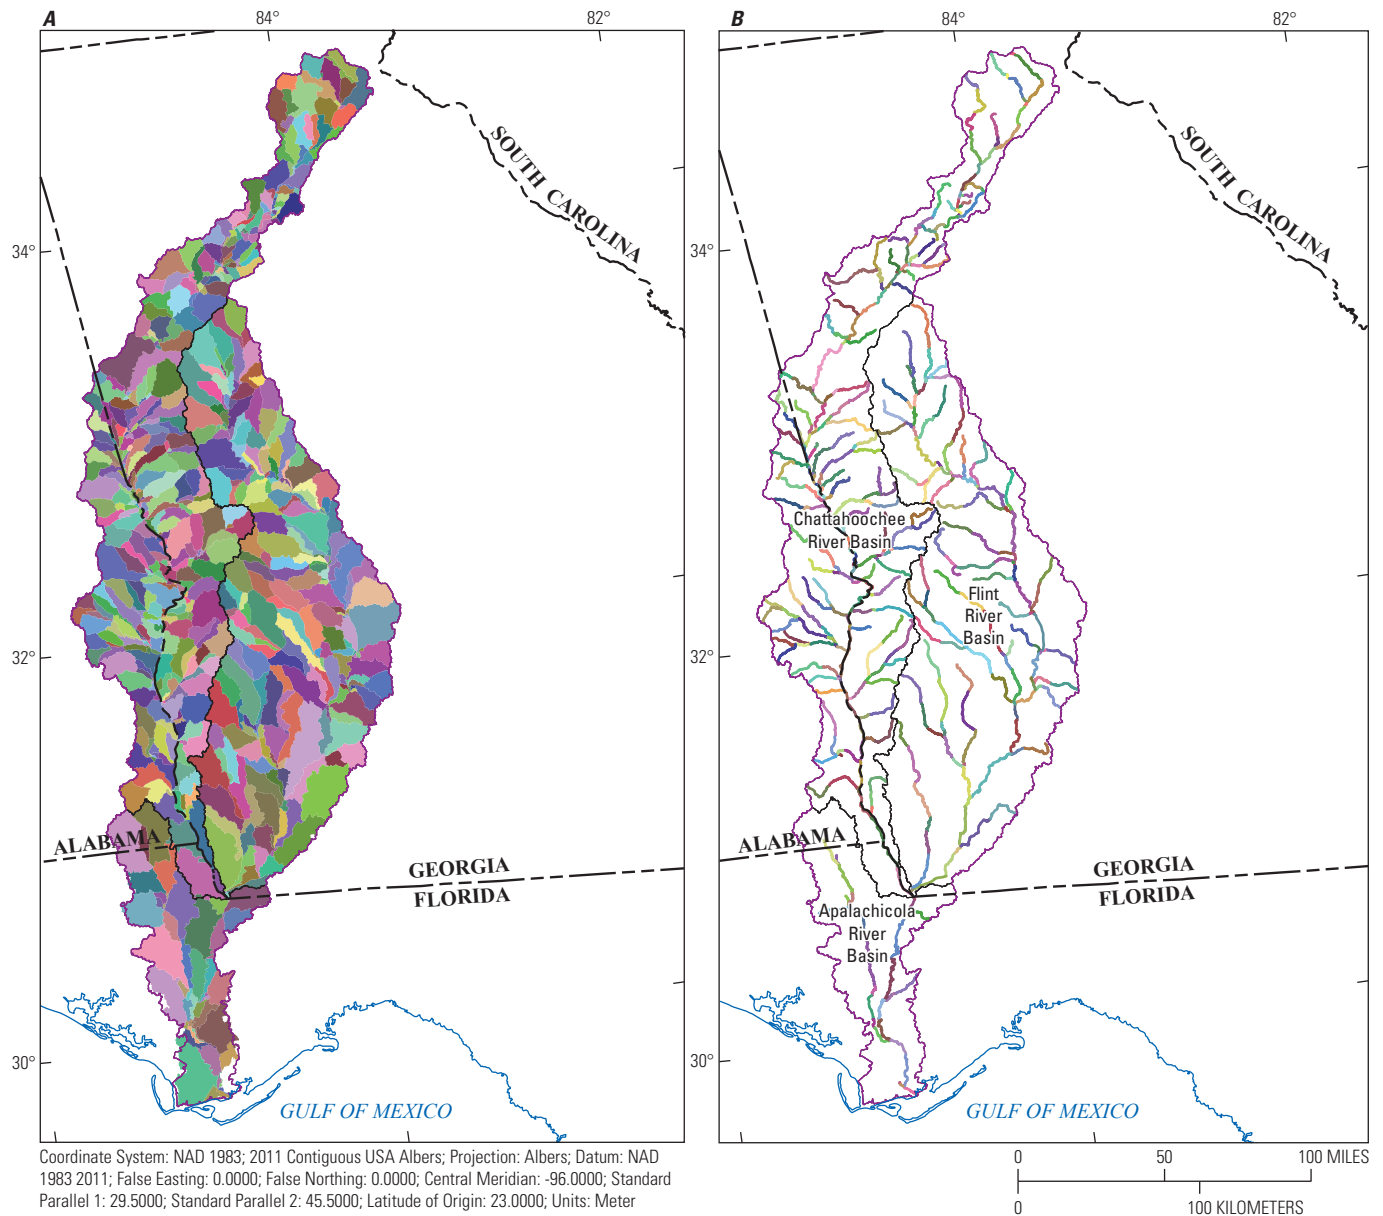 A
84°
82°
SOUTH CAROLINA
34°
32°
ALABAMA
GEORGIA
FLORIDA
30°
GULF OF MEXICO
B
84°
82°
SOUTH CAROLINA
34°
Chattahoochee
River Basin
Flint
River
Basin
32°
ALABAMA
GEORGIA
FLORIDA
Apalachicola
River
Basin
30°
GULF OF MEXICO
Coordinate System: NAD 1983; 2011 Contiguous USA Albers; Projection: Albers; Datum: NAD
1983 2011; False Easting: 0.0000; False Northing: 0.0000; Central Meridian: -96.0000; Standard
Parallel 1: 29.5000; Standard Parallel 2: 45.5000; Latitude of Origin: 23.0000; Units: Meter
0 50 100 MILES
0 100 KILOMETERS